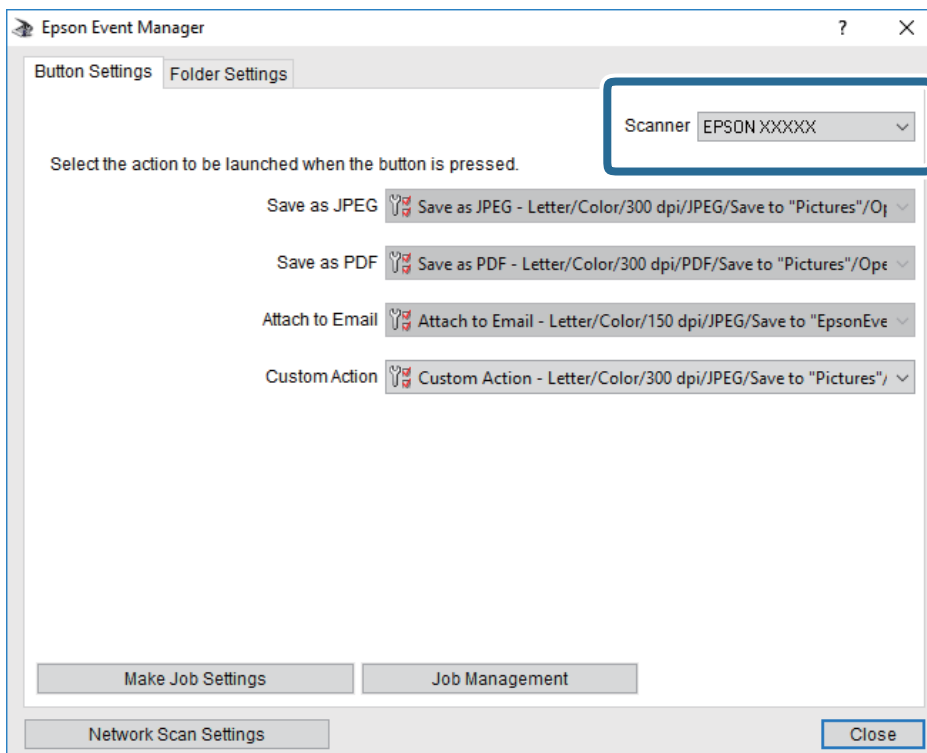 Epson Event Manager
Button Settings Folder Settings
Scanner EPSON XXXXX
Select the action to be launched when the button is pressed.
Save as JPEG Save as JPEG - Letter/Color/300 dpi/JPEG/Save to "Pictures"/Op
Save as PDF Save as PDF - Letter/Color/300 dpi/PDF/Save to "Pictures"/Ope
Attach to Email Attach to Email - Letter/Color/150 dpi/JPEG/Save to "EpsonEve
Custom Action Custom Action - Letter/Color/300 dpi/JPEG/Save to "Pictures"/
Make Job Settings Job Management
Network Scan Settings Close